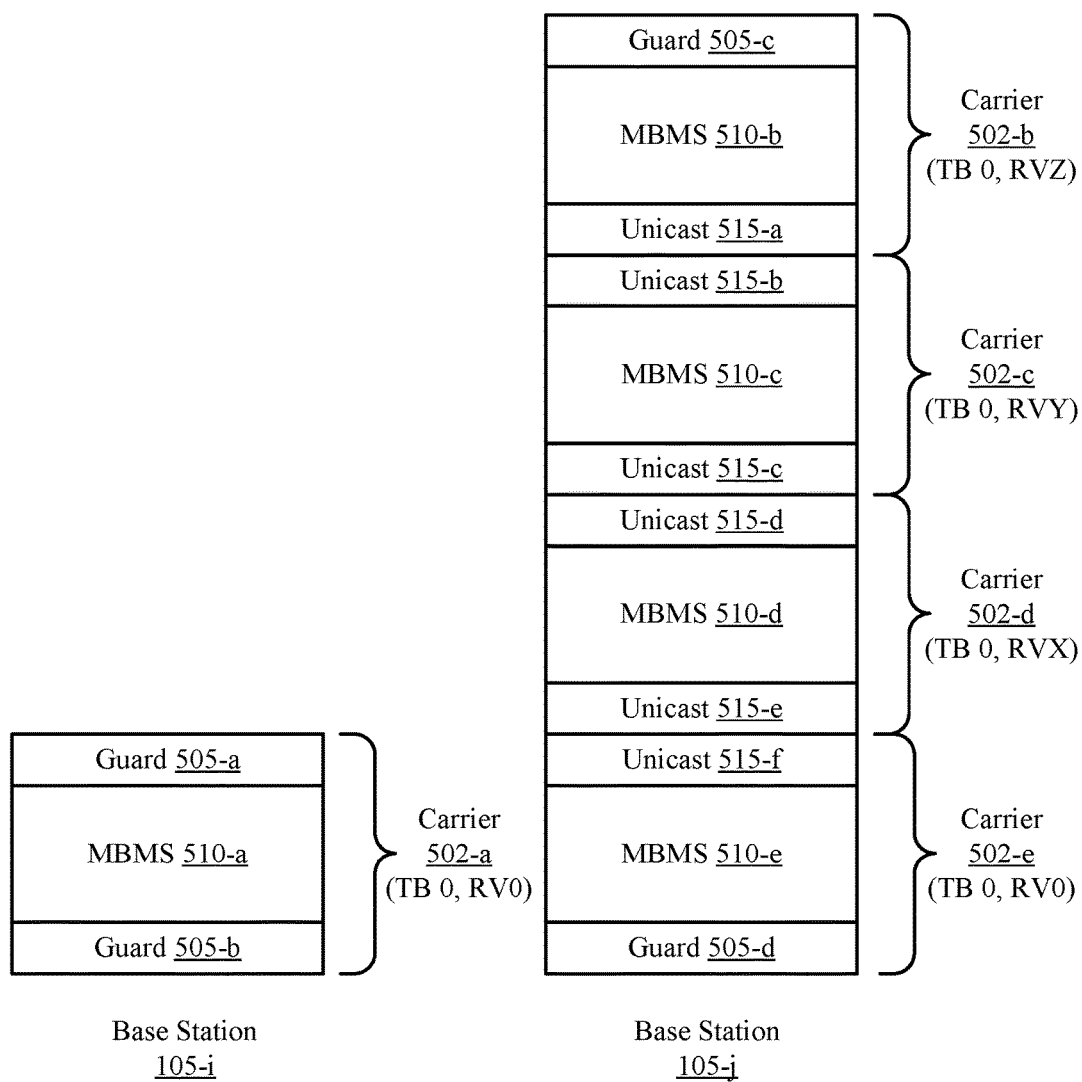 Guard 505-c
MBMS 510-b
Unicast 515-a
Carrier
502-b
(TB 0, RVZ)
Unicast 515-b
MBMS 510-c
Unicast 515-c
Carrier
502-c
(TB 0, RVY)
Unicast 515-d
MBMS 510-d
Unicast 515-e
Carrier
502-d
(TB 0, RVX)
Guard 505-a
MBMS 510-a
Guard 505-b
Carrier
502-a
(TB 0, RV0)
Unicast 515-f
MBMS 510-e
Guard 505-d
Carrier
502-e
(TB 0, RV0)
Base Station
105-i
Base Station
105-j